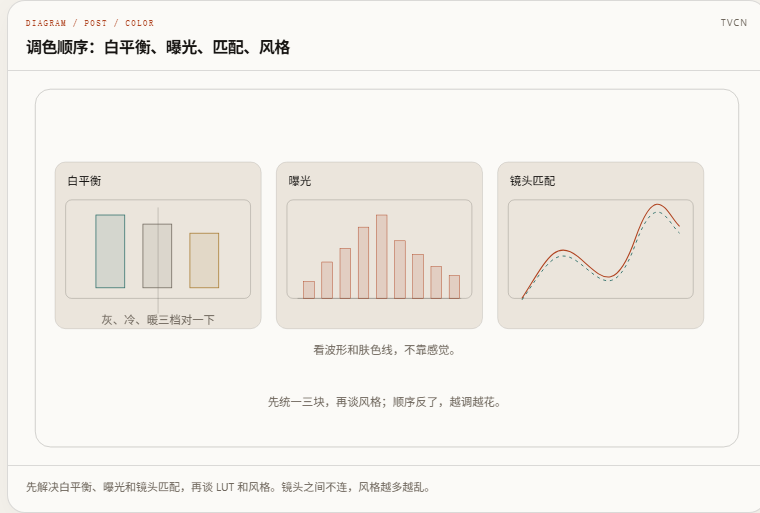 DIAGRAM / POST / COLOR
TVCN
调色顺序：白平衡、曝光、匹配、风格
白平衡
曝光
镜头匹配
灰、冷、暖三档对一下
看波形和肤色线，不靠感觉。
先统一三块，再谈风格；顺序反了，越调越花。
先解决白平衡、曝光和镜头匹配，再谈 LUT 和风格。镜头之间不连，风格越多越乱。